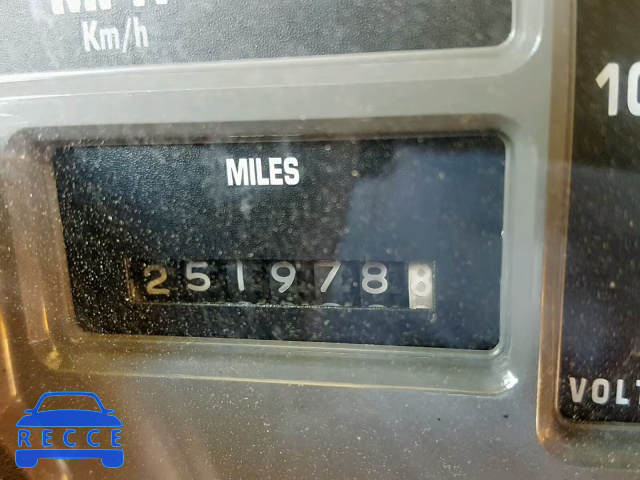 Km/h
10
MILES
2519788
VOLT
RECCE